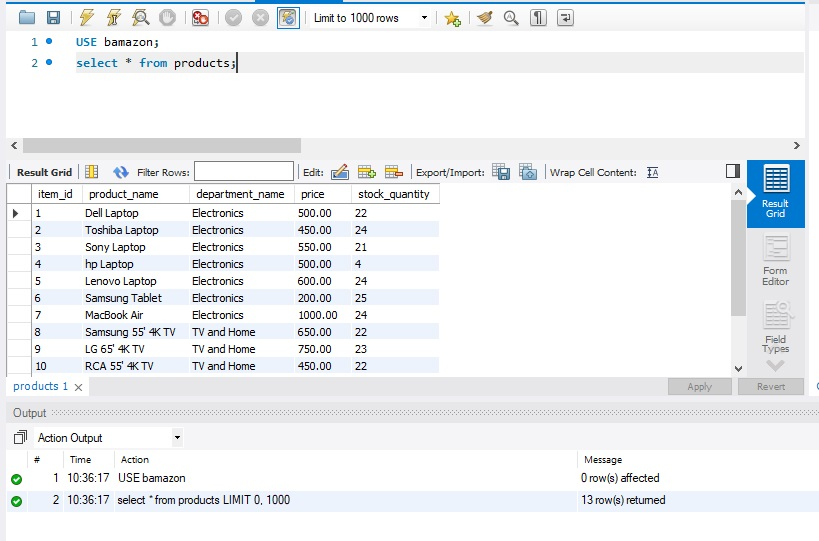 Limit to 1000 rows
1 USE bamazon;
2 select * from products;
Result Grid Filter Rows: Edit: Export/Import: Wrap Cell Content: IA
item_id product_name department_name price stock_quantity
1 Dell Laptop Electronics 500.00 22
2 Toshiba Laptop Electronics 450.00 24
3 Sony Laptop Electronics 550.00 21
4 hp Laptop Electronics 500.00 4
5 Lenovo Laptop Electronics 600.00 24
6 Samsung Tablet Electronics 200.00 25
7 MacBook Air Electronics 1000.00 24
8 Samsung 55' 4K TV TV and Home 650.00 22
9 LG 65' 4K TV TV and Home 750.00 23
10 RCA 55' 4K TV TV and Home 450.00 22
Result
Grid
Form
Editor
Field
Types
products 1 Apply Revert
Output
Action Output
# Time Action Message
1 10:36:17 USE bamazon 0 row(s) affected
2 10:36:17 select * from products LIMIT 0, 1000 13 row(s) returned